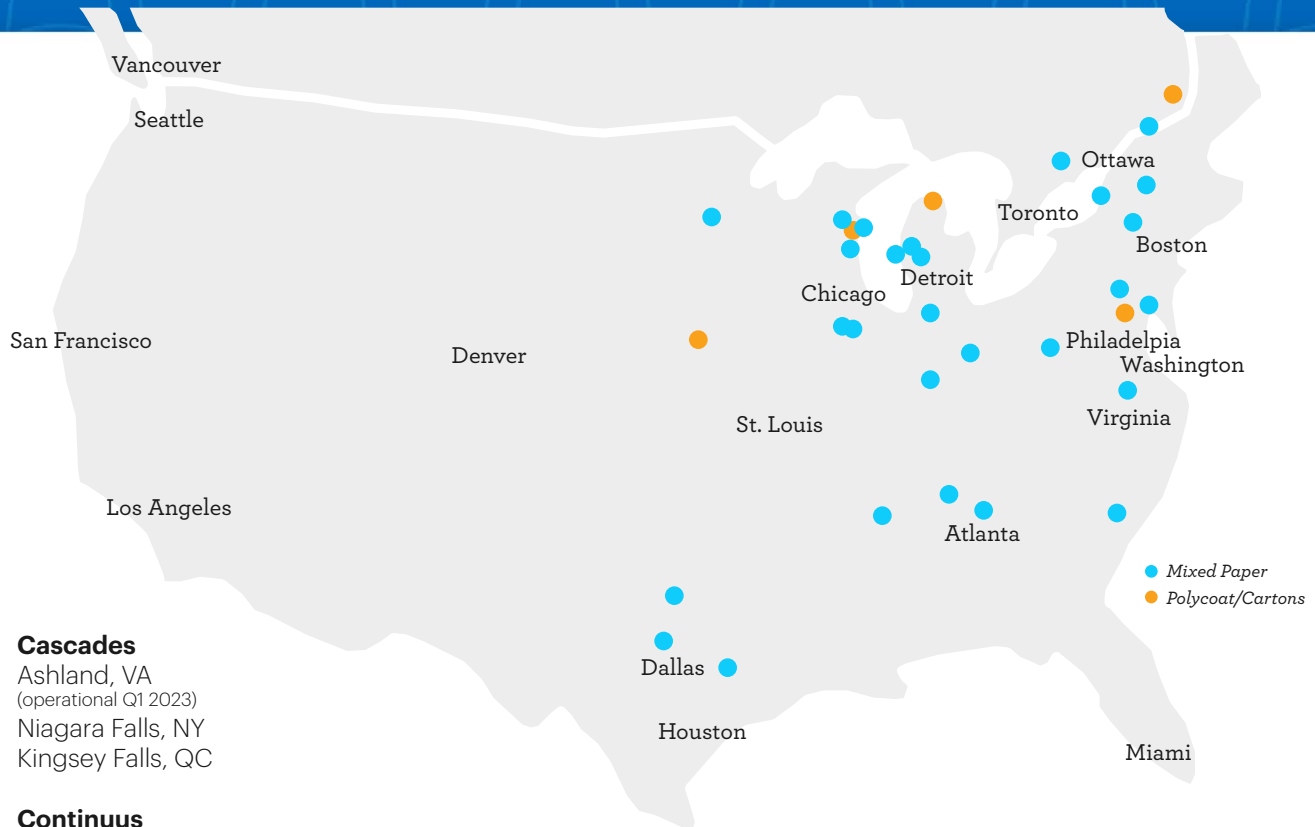 Vancouver
Seattle
Ottawa
Toronto
Boston
Detroit
Chicago
San Francisco
Philadelpia
Denver
Washington
Virginia
St. Louis
Los Angeles
Atlanta
Mixed Paper
Polycoat/Cartons
Cascades
Ashland, VA
(operational Q1 2023)
Niagara Falls, NY
Kingsey Falls, QC
Dallas
Houston
Miami
Continuus